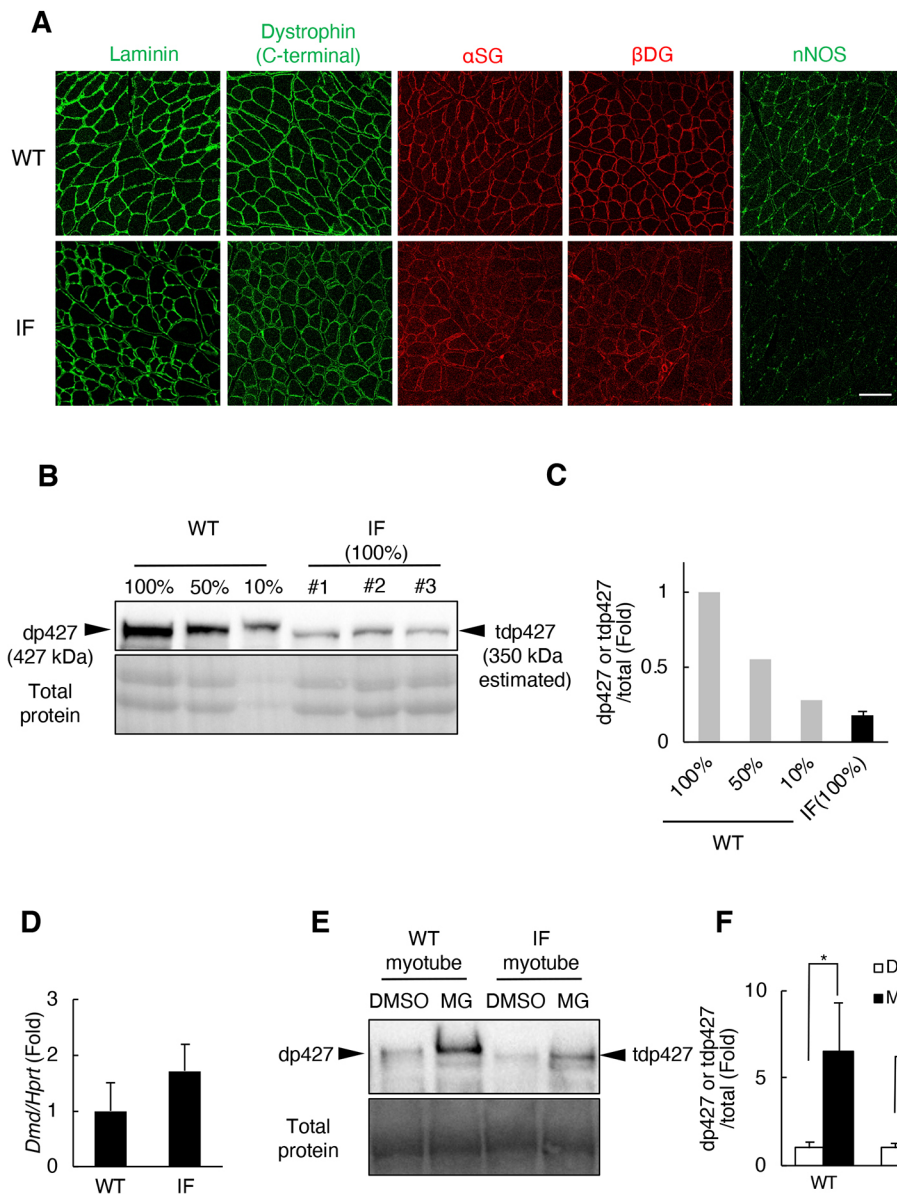 A
Laminin
Dystrophin
(C-terminal)
αSG
βDG
nNOS
WT
IF
B
WT
IF
(100%)
100%
50%
10%
#1
#2
#3
dp427
(427 kDa)
tdp427
(350 kDa
estimated)
Total
protein
C
dp427 or tdp427
/total (Fold)
1
0.5
0
100%
50%
10%
IF(100%)
WT
D
Dmd/Hprt (Fold)
3
2
1
0
WT
IF
E
WT
myotube
IF
myotube
DMSO
MG
DMSO
MG
dp427
tdp427
Total
protein
F
dp427 or tdp427
/total (Fold)
10
5
0
*
D
M
WT